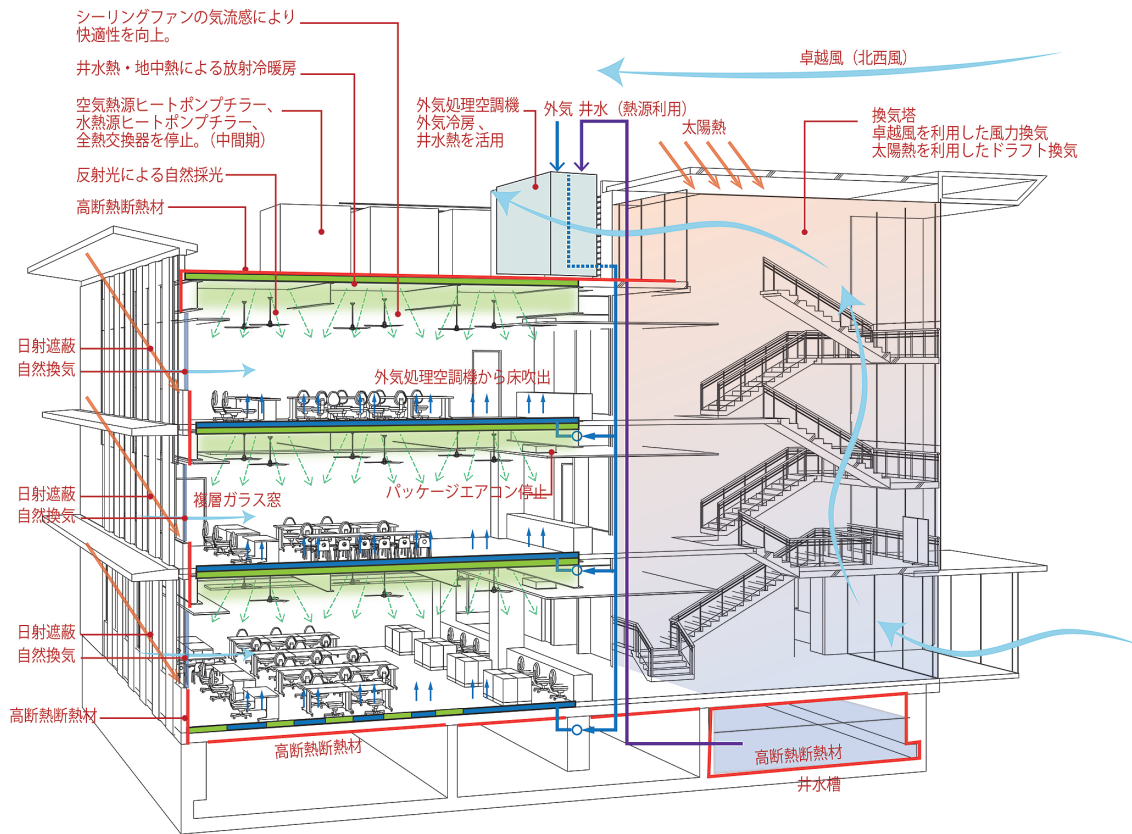 シーリングファンの気流感により
快適性を向上。
井水熱・地中熱による放射冷暖房
空気熱源ヒートポンプチラー、
水熱源ヒートポンプチラー、
全熱交換器を停止。（中間期）
反射光による自然採光
高断熱断熱材
外気処理空調機
外気冷房、
井水熱を活用
外気
井水（熱源利用）
太陽熱
卓越風（北西風）
換気塔
卓越風を利用した風力換気
太陽熱を利用したドラフト換気
日射遮蔽
自然換気
外気処理空調機から床吹出
日射遮蔽
自然換気
複層ガラス窓
パッケージエアコン停止
日射遮蔽
自然換気
高断熱断熱材
高断熱断熱材
高断熱断熱材
井水槽